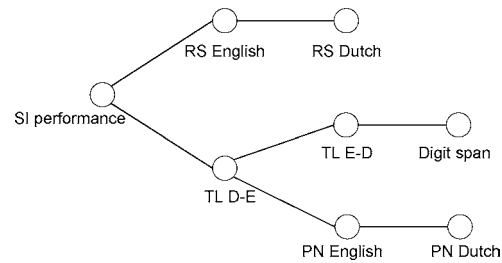 RS English RS Dutch
SI performance
TL E-D Digit span
TL D-E
PN English PN Dutch